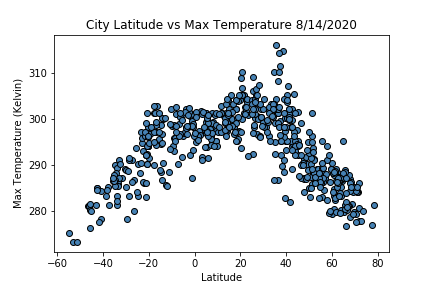 City Latitude vs Max Temperature 8/14/2020
Max Temperature (Kelvin)
310
300
290
280
−60 −40 −20 0 20 40 60 80
Latitude